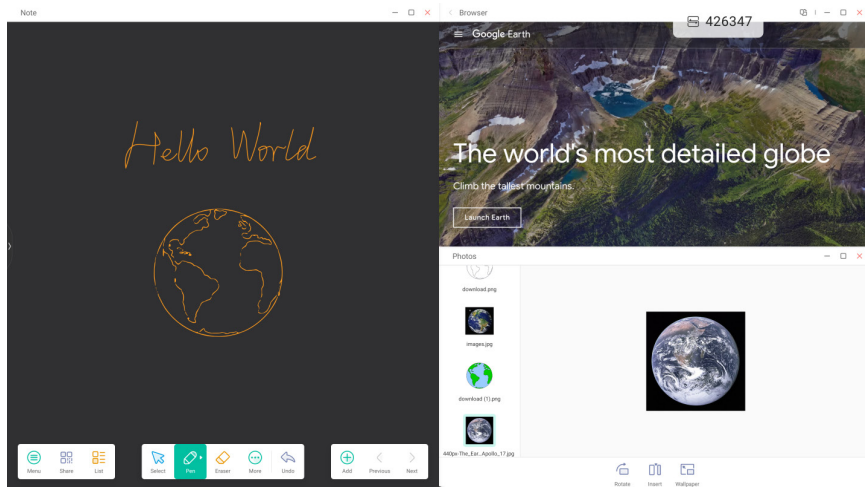 Note
Hello World
Menu
Share
List
Select
Pen
Eraser
More
Undo
Add
Previous
Next
Browser
426347
Google Earth
The world's most detailed globe
Climb the tallest mountains.
Launch Earth
Photos
download.png
images.jpg
download (1).png
440px-The_Ear...Apollo_17.jpg
Rotate
Insert
Wallpaper